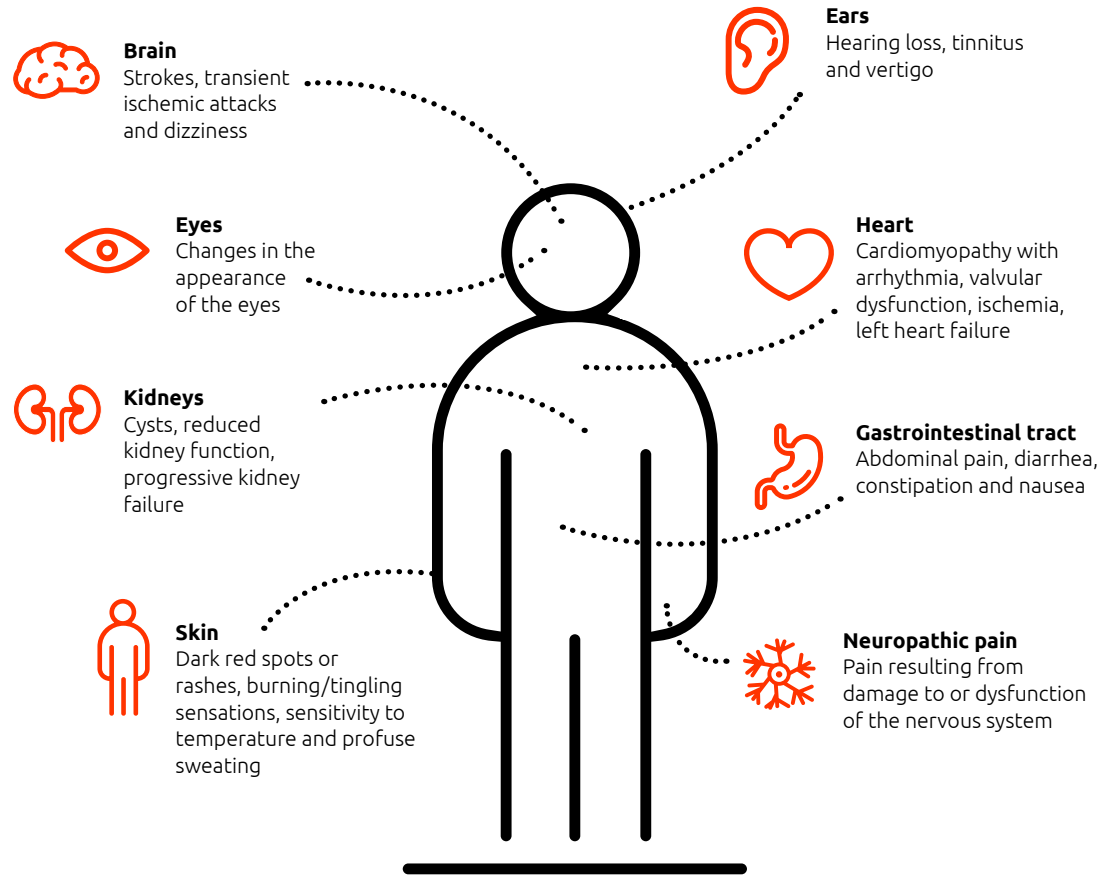 Brain
Strokes, transient
ischemic attacks
and dizziness
Ears
Hearing loss, tinnitus
and vertigo
Eyes
Changes in the
appearance
of the eyes
Heart
Cardiomyopathy with
arrhythmia, valvular
dysfunction, ischemia,
left heart failure
Kidneys
Cysts, reduced
kidney function,
progressive kidney
failure
Gastrointestinal tract
Abdominal pain, diarrhea,
constipation and nausea
Skin
Dark red spots or
rashes, burning/tingling
sensations, sensitivity to
temperature and profuse
sweating
Neuropathic pain
Pain resulting from
damage to or dysfunction
of the nervous system